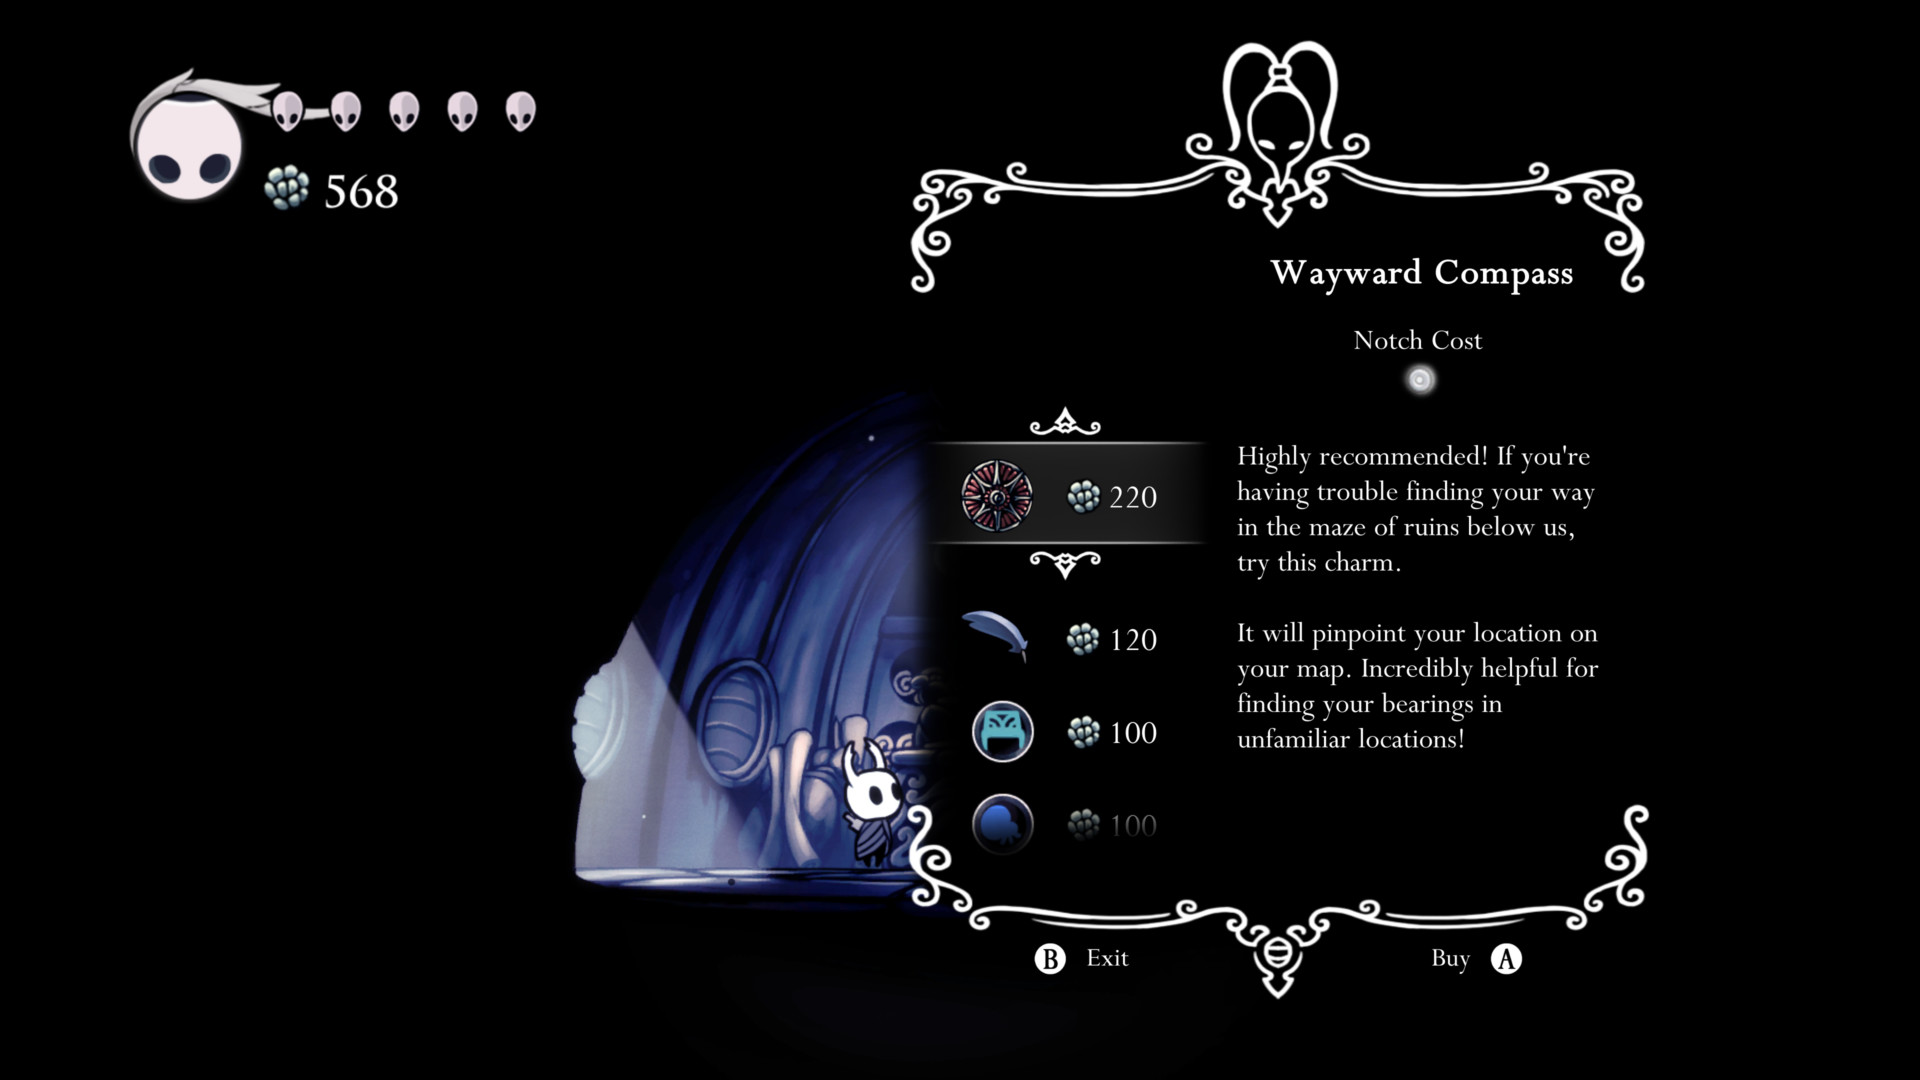 568
Wayward Compass
Notch Cost
220
120
100
100
Highly recommended! If you're
having trouble finding your way
in the maze of ruins below us,
try this charm.
It will pinpoint your location on
your map. Incredibly helpful for
finding your bearings in
unfamiliar locations!
B Exit
Buy A